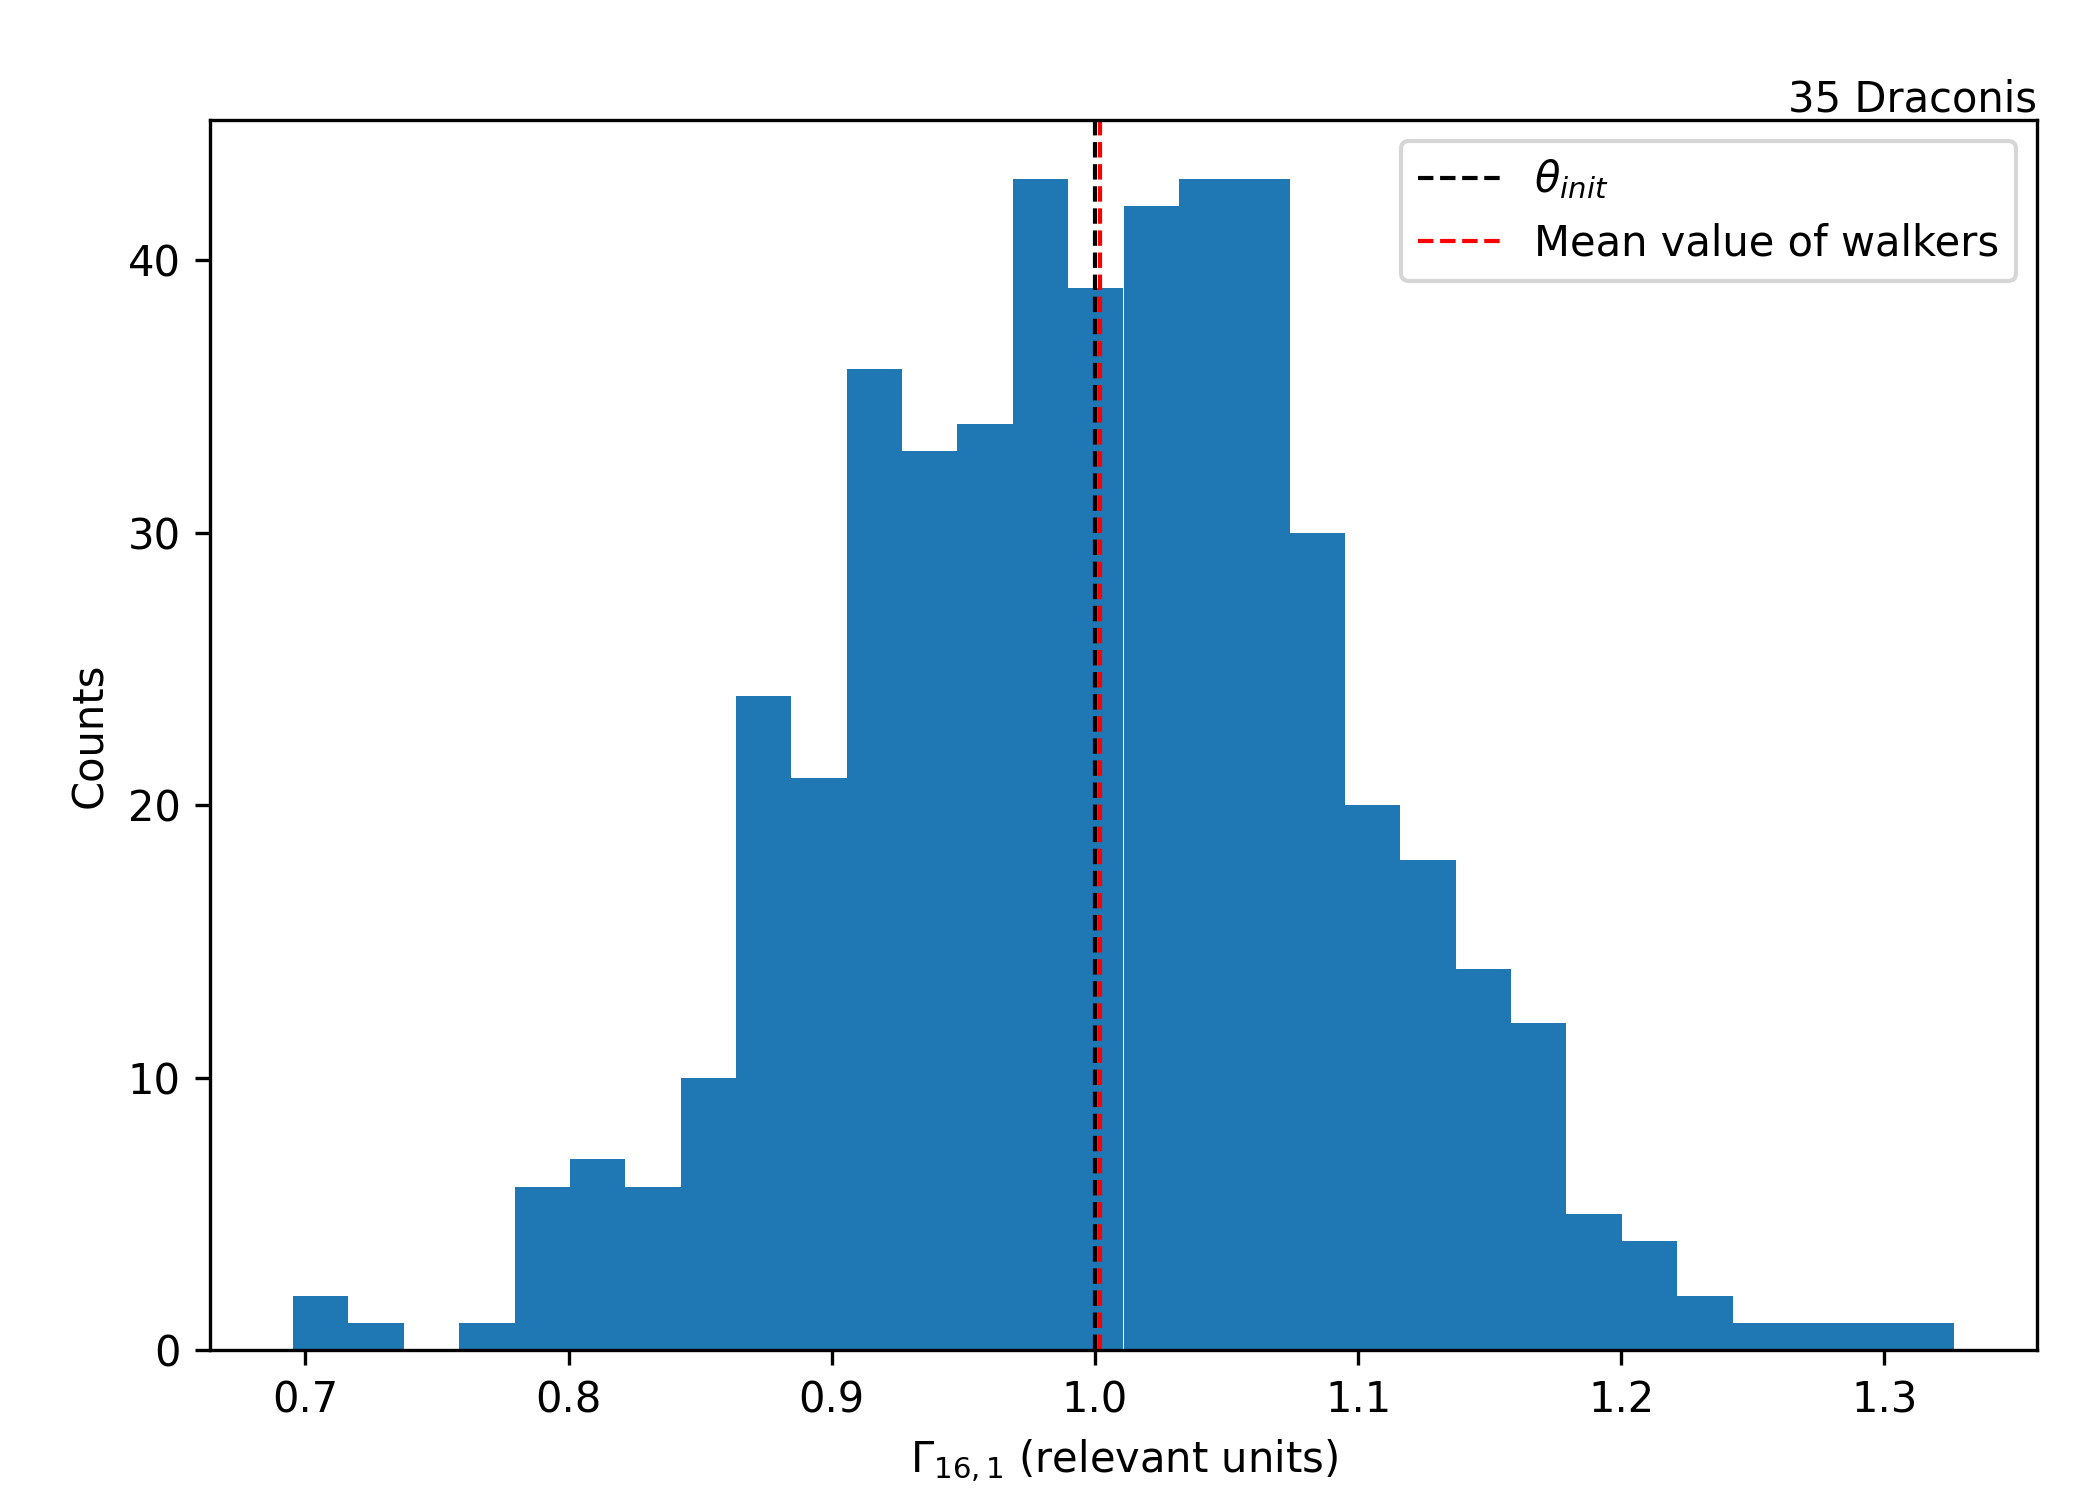 35 Draconis
θinit
Mean value of walkers
40
30
20
10
0
Counts
0.7 0.8 0.9 1.0 1.1 1.2 1.3
Γ16, 1 (relevant units)